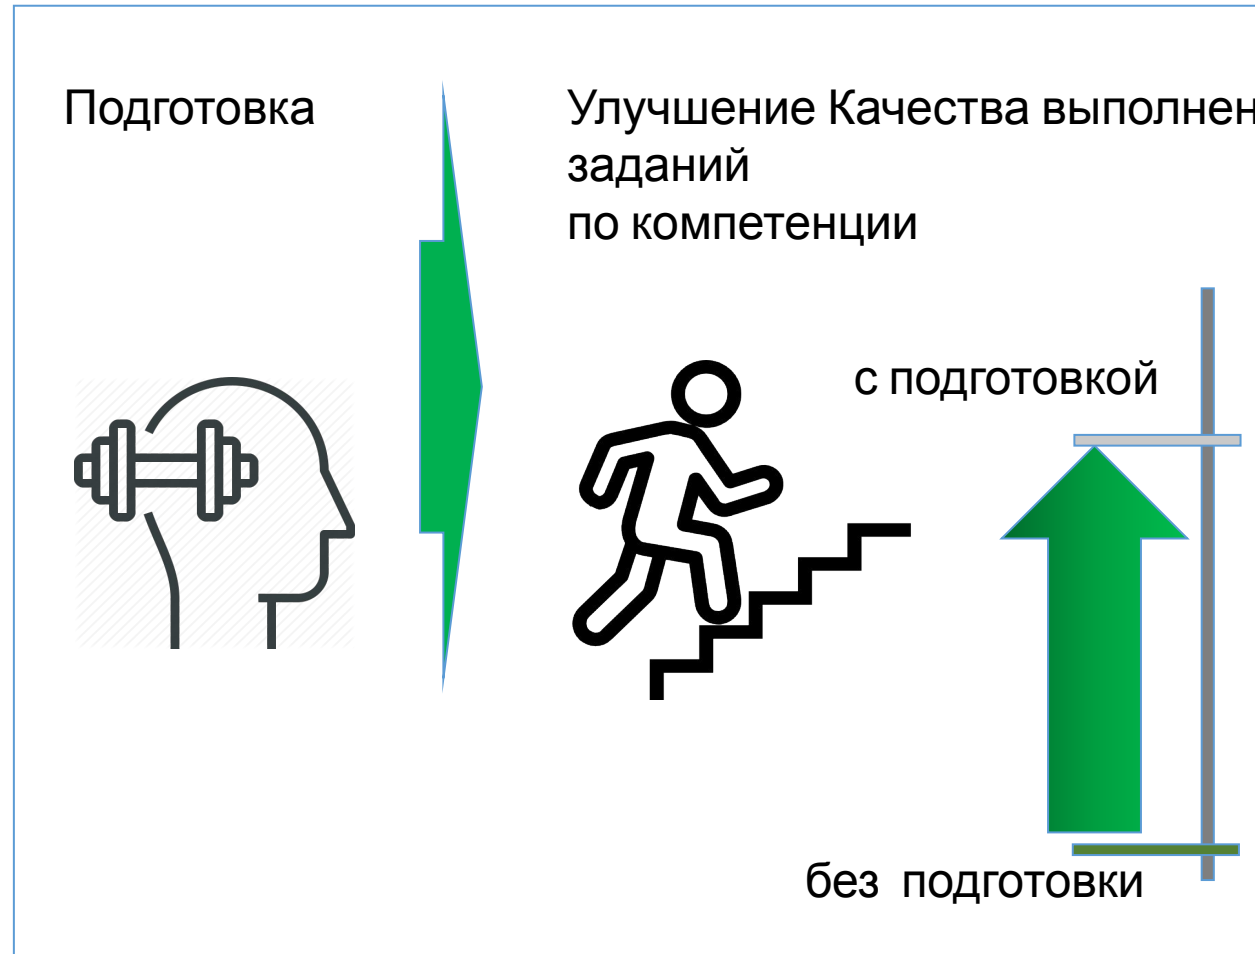 Подготовка
Улучшение Качества выполнен
заданий
по компетенции
с подготовкой
без подготовки